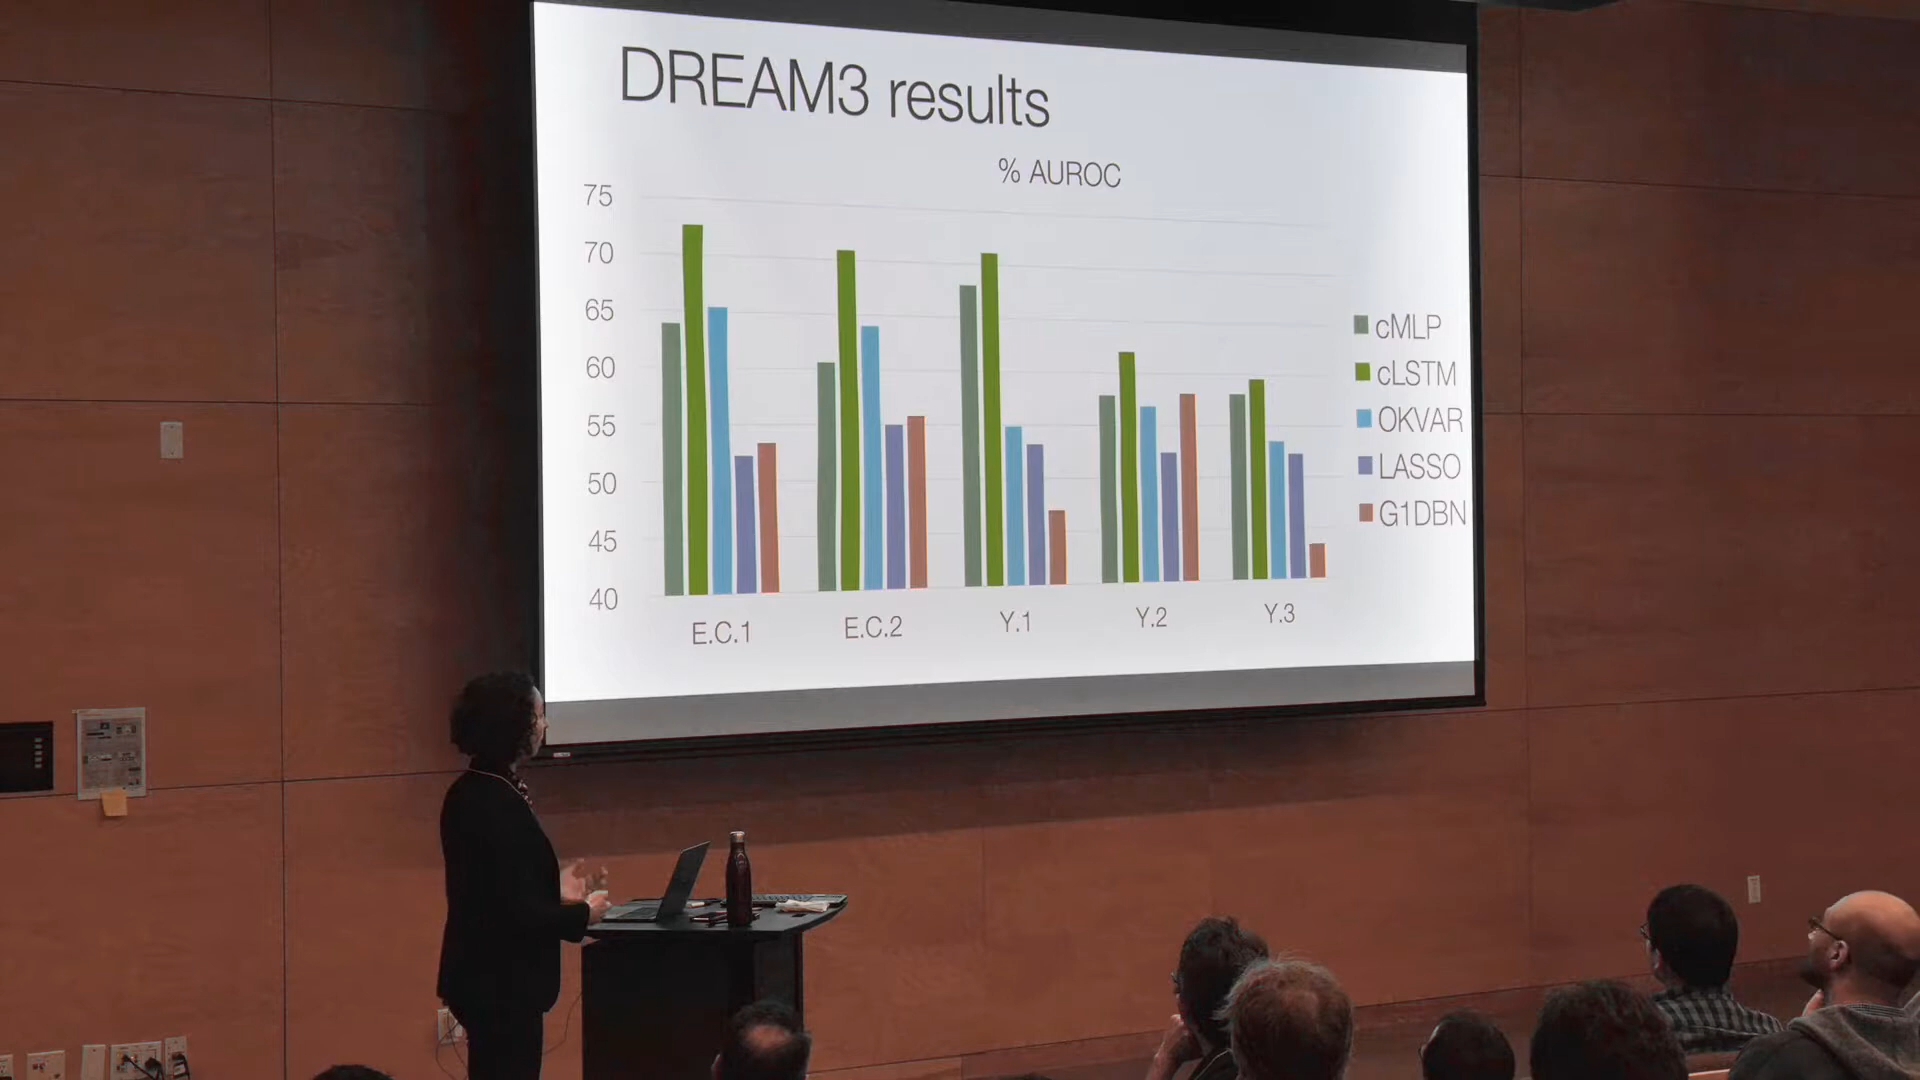 DREAM3 results
% AUROC
75
70
65
60
55
50
45
40
E.C.1
E.C.2
Y.1
Y.2
Y.3
cMLP
cLSTM
OKVAR
LASSO
G1DBN